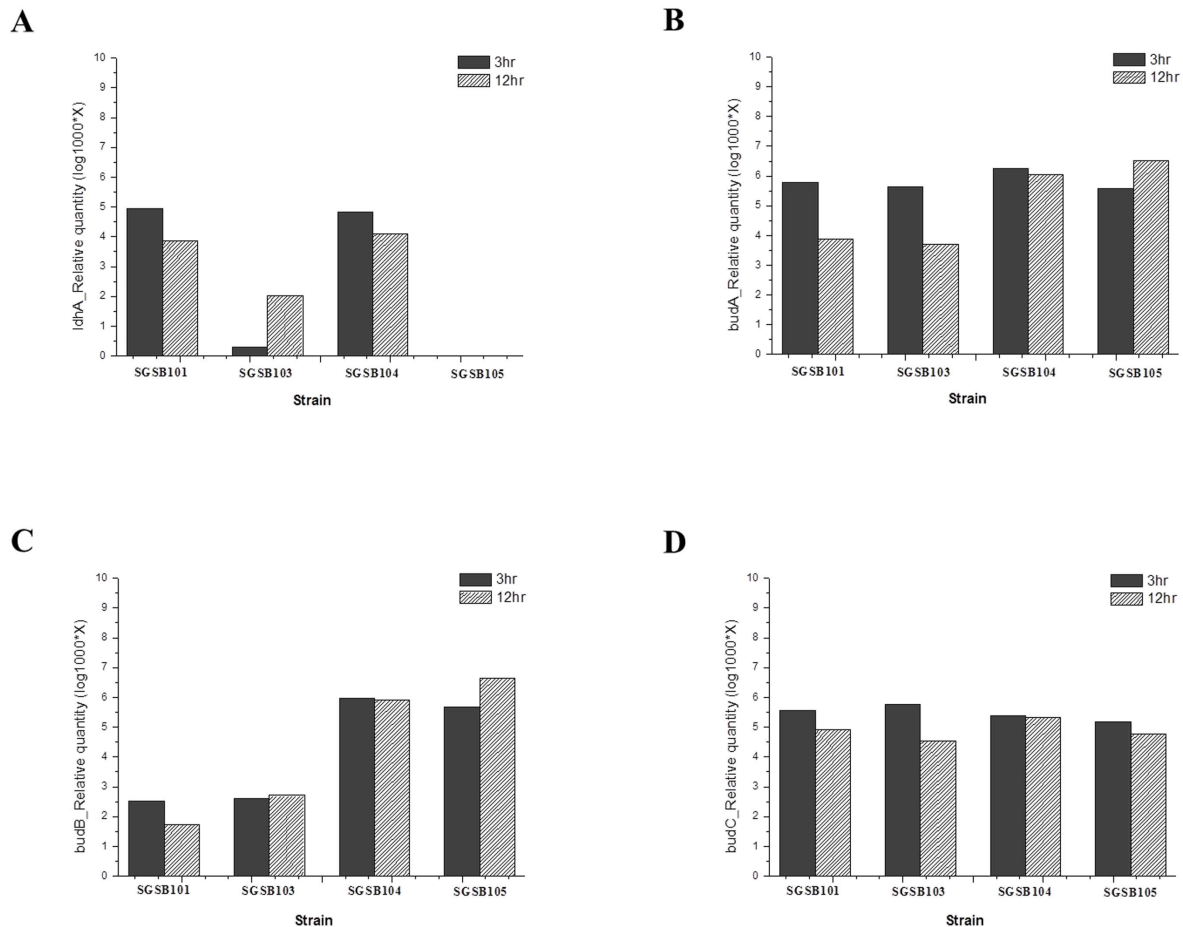 A
ldhA_Relative quantity (log1000*X)
10
9
8
7
6
5
4
3
2
1
0
3hr
12hr
SGSB101 SGSB103 SGSB104 SGSB105
Strain
B
budA_Relative quantity (log1000*X)
10
9
8
7
6
5
4
3
2
1
0
3hr
12hr
SGSB101 SGSB103 SGSB104 SGSB105
Strain
C
budB_Relative quantity (log1000*X)
10
9
8
7
6
5
4
3
2
1
0
3hr
12hr
SGSB101 SGSB103 SGSB104 SGSB105
Strain
D
budC_Relative quantity (log1000*X)
10
9
8
7
6
5
4
3
2
1
0
3hr
12hr
SGSB101 SGSB103 SGSB104 SGSB105
Strain